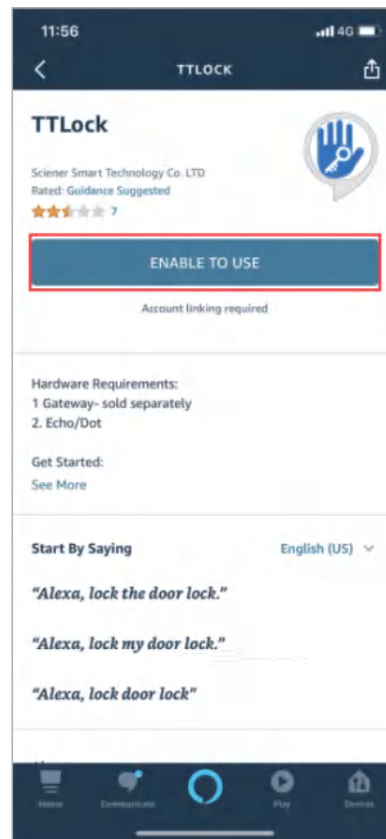 11:56
4G
TTLOCK
TTLock
Sciener Smart Technology Co. LTD
Rated: Guidance Suggested
7
ENABLE TO USE
Account linking required
Hardware Requirements:
1 Gateway- sold separately
2. Echo/Dot
Get Started:
See More
Start By Saying
English (US)
“Alexa, lock the door lock.”
“Alexa, lock my door lock.”
“Alexa, lock door lock”
Home
Communicate
Play
Devices